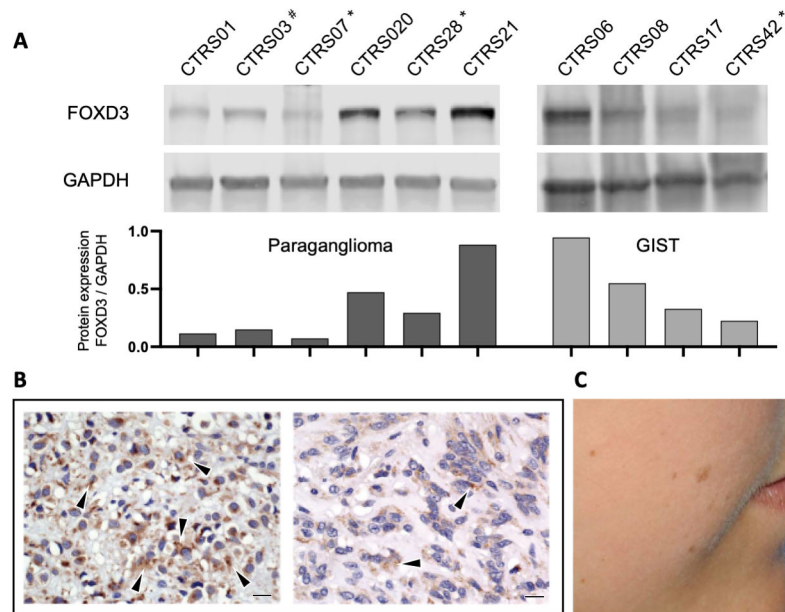 A
CTRS01 CTRS03 # CTRS07 * CTRS020 CTRS28 * CTRS21 CTRS06 CTRS08 CTRS17 CTRS42 *
FOXD3
GAPDH
Protein expression
FOXD3 / GAPDH
1.0
0.5
0.0
Paraganglioma GIST
B C